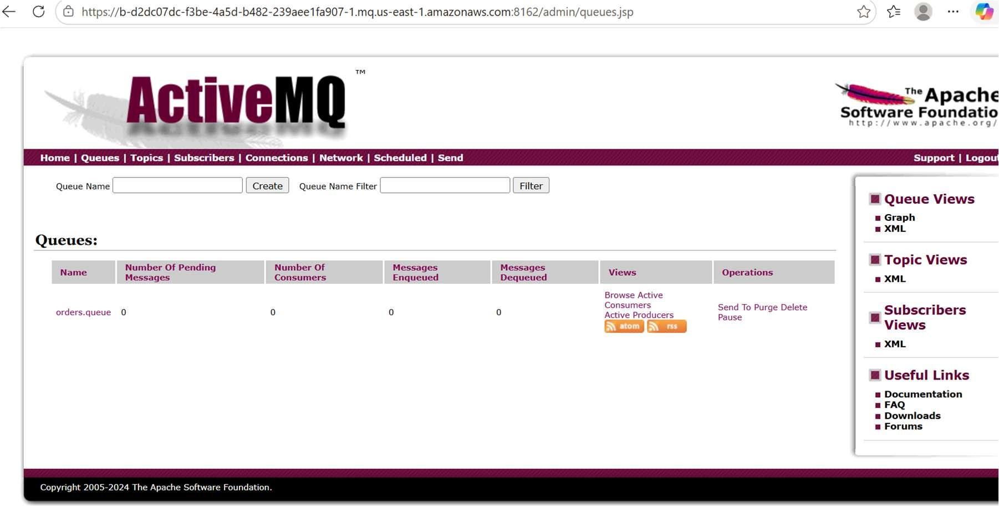 https://b-d2dc07dc-f3be-4a5d-b482-239aee1fa907-1.mq.us-east-1.amazonaws.com:8162/admin/queues.jsp
ActiveMQ ™
The Apache
Software Foundatio
http://www.apache.org/
Home | Queues | Topics | Subscribers | Connections | Network | Scheduled | Send
Support | Logout
Queue Name Create Queue Name Filter Filter
Queues:
Name Number Of Pending Messages Number Of Consumers Messages Enqueued Messages Dequeued Views Operations
orders.queue 0 0 0 0
Browse Active
Consumers
Active Producers
atom rss
Send To Purge Delete
Pause
Queue Views
Graph
XML
Topic Views
XML
Subscribers
Views
XML
Useful Links
Documentation
FAQ
Downloads
Forums
Copyright 2005-2024 The Apache Software Foundation.